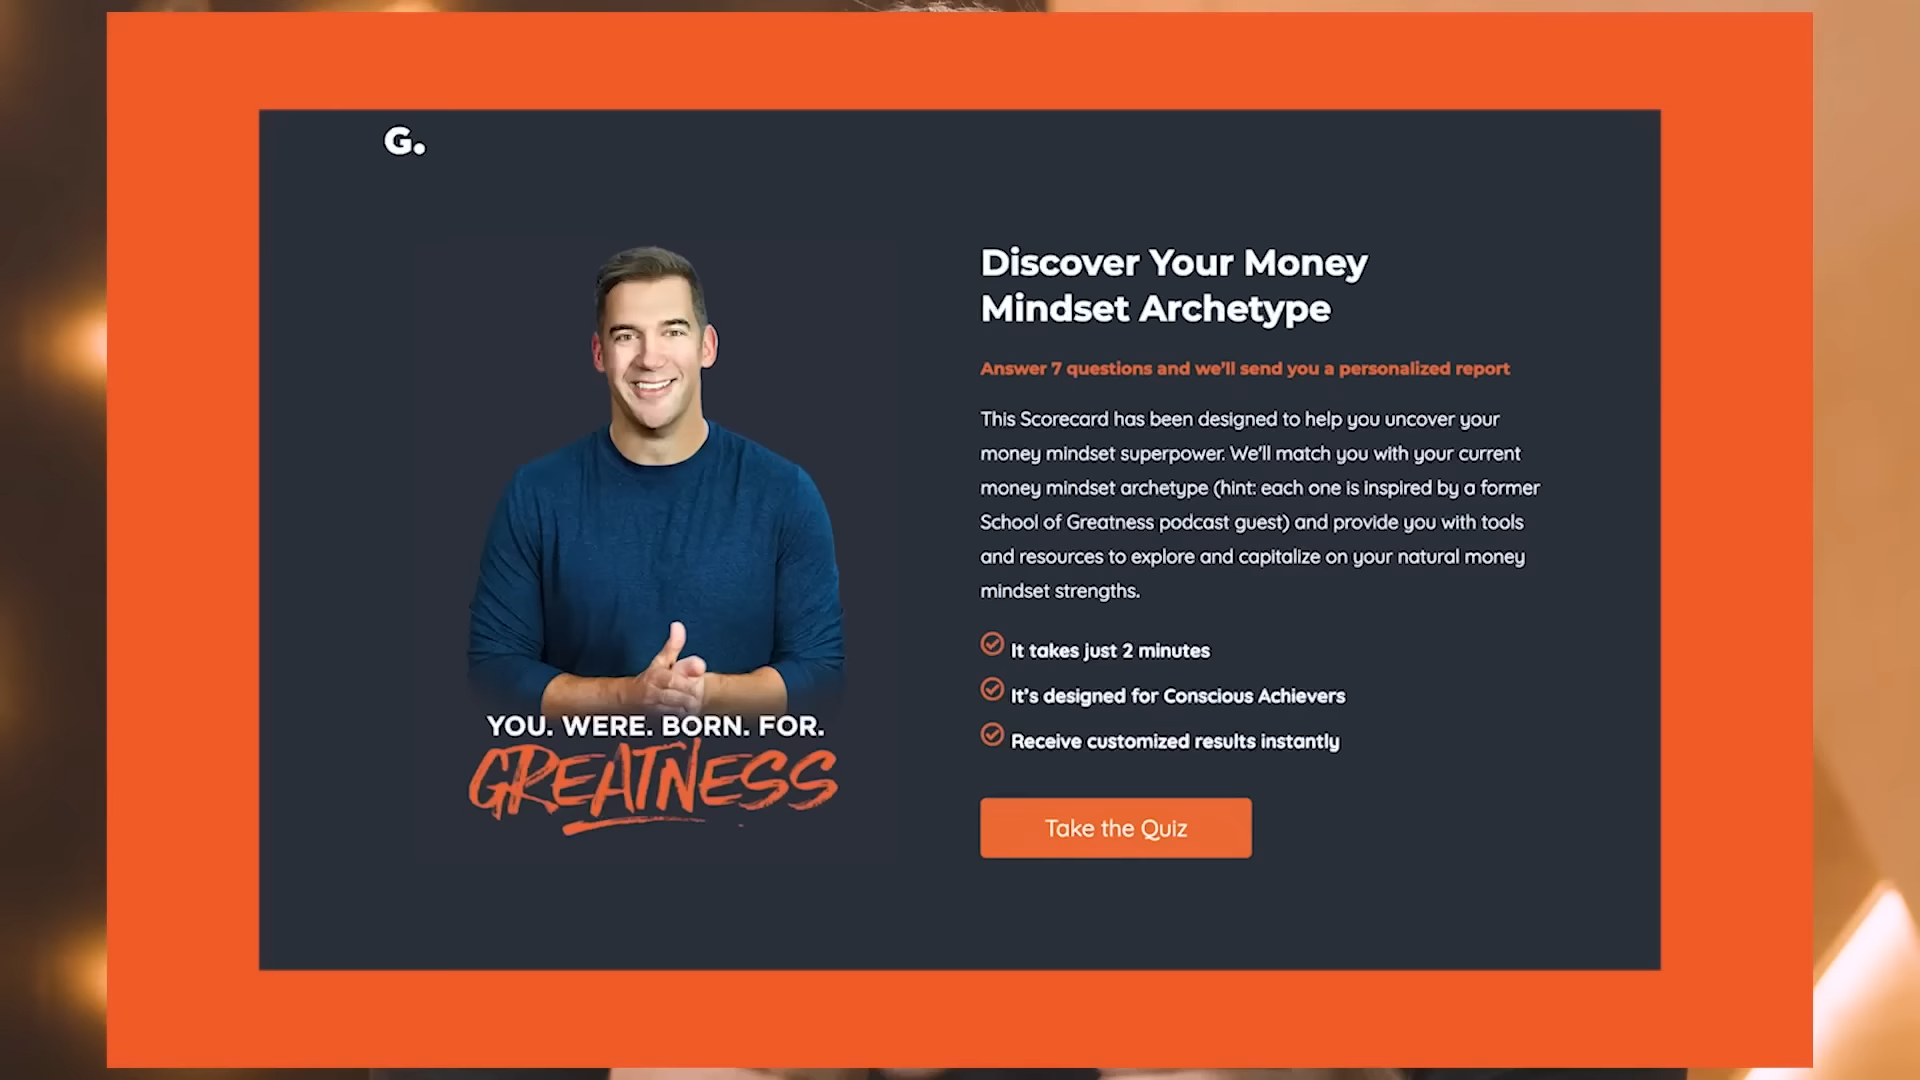 G.
Discover Your Money
Mindset Archetype
Answer 7 questions and we'll send you a personalized report
This Scorecard has been designed to help you uncover your
money mindset superpower. We'll match you with your current
money mindset archetype (hint: each one is inspired by a former
School of Greatness podcast guest) and provide you with tools
and resources to explore and capitalize on your natural money
mindset strengths.
It takes just 2 minutes
It's designed for Conscious Achievers
Receive customized results instantly
Take the Quiz
YOU. WERE. BORN. FOR.
GREATNESS